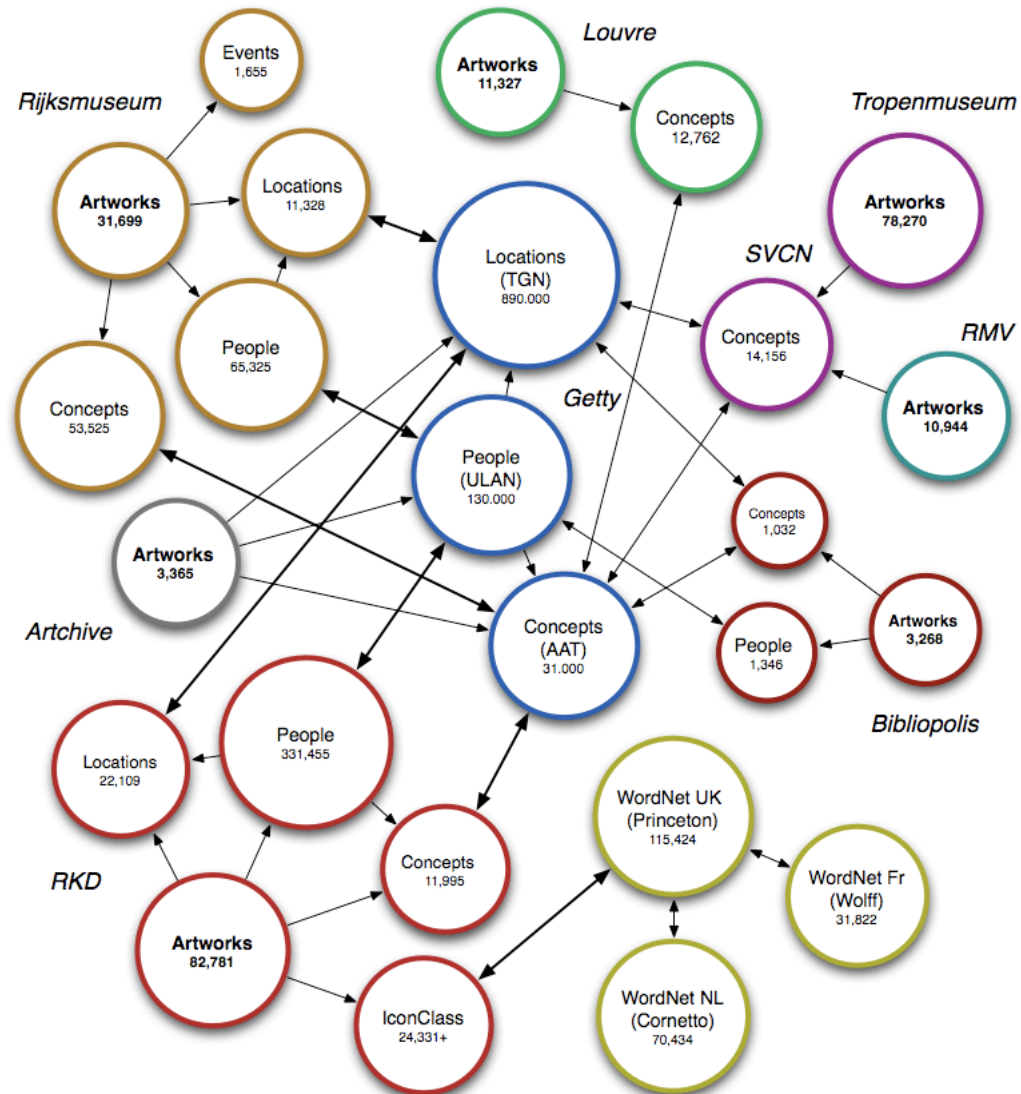 Events
1,655
Louvre
Artworks
11,327
Rijksmuseum
Concepts
12,762
Tropenmuseum
Artworks
31,699
Locations
11,328
Artworks
78,270
Locations
(TGN)
890.000
SVCN
People
65,325
Concepts
14,156
RMV
Concepts
53,525
Getty
Artworks
10,944
People
(ULAN)
130.000
Concepts
1,032
Artworks
3,365
Artchive
Concepts
(AAT)
31.000
People
1,346
Artworks
3,268
Bibliopolis
People
331,455
Locations
22,109
WordNet UK
(Princeton)
115,424
Concepts
11,995
RKD
WordNet Fr
(Wolff)
31,822
Artworks
82,781
IconClass
24,331+
WordNet NL
(Cornetto)
70,434